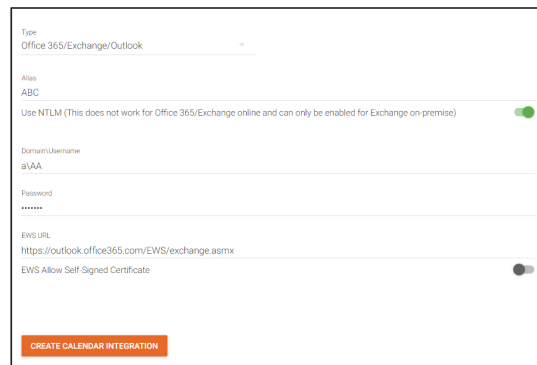 Type
Office 365/Exchange/Outlook
Alias
ABC
Use NTLM (This does not work for Office 365/Exchange online and can only be enabled for Exchange on-premise)
Domain\Username
a\AA
Password
•••••••
EWS URL
https://outlook.office365.com/EWS/exchange.asmx
EWS Allow Self-Signed Certificate
CREATE CALENDAR INTEGRATION